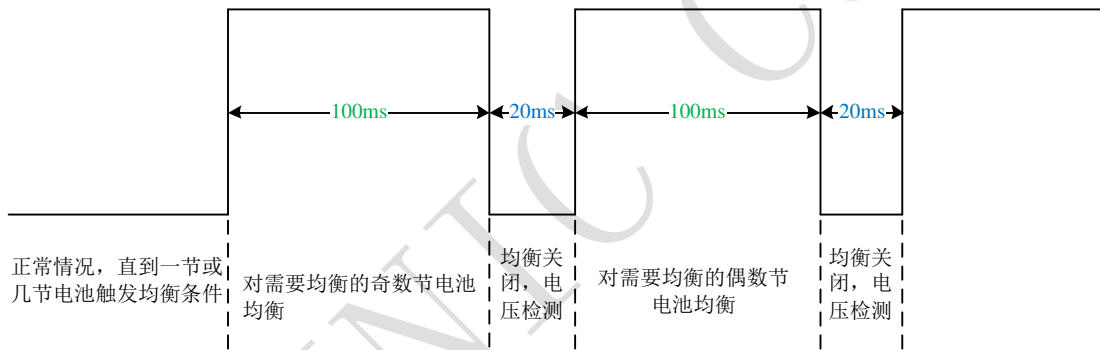 100ms
20ms
100ms
20ms
正常情况，直到一节或
几节电池触发均衡条件
对需要均衡的奇数节电池
均衡
均衡关
闭，电
压检测
对需要均衡的偶数节
电池均衡
均衡关
闭，电
压检测